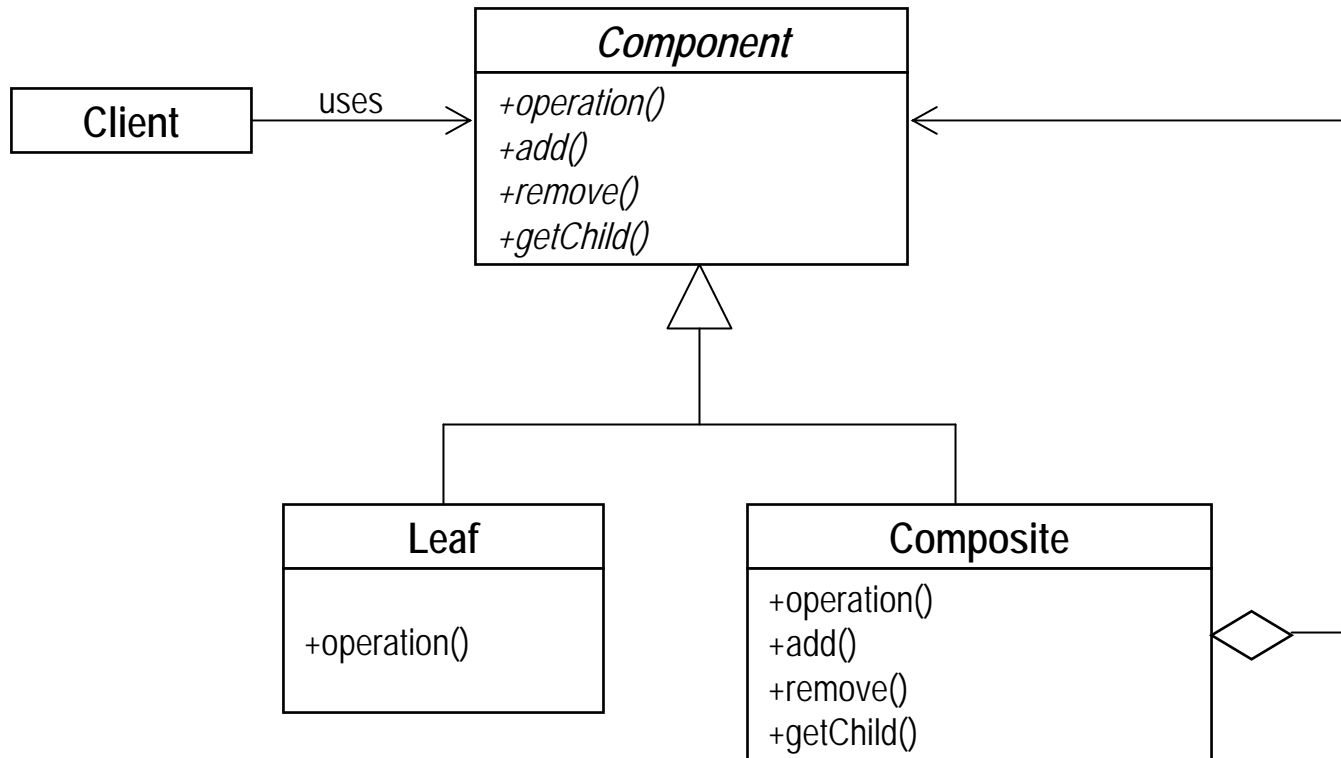 Component
+operation()
+add()
+remove()
+getChild()
Client
uses
Leaf
+operation()
Composite
+operation()
+add()
+remove()
+getChild()